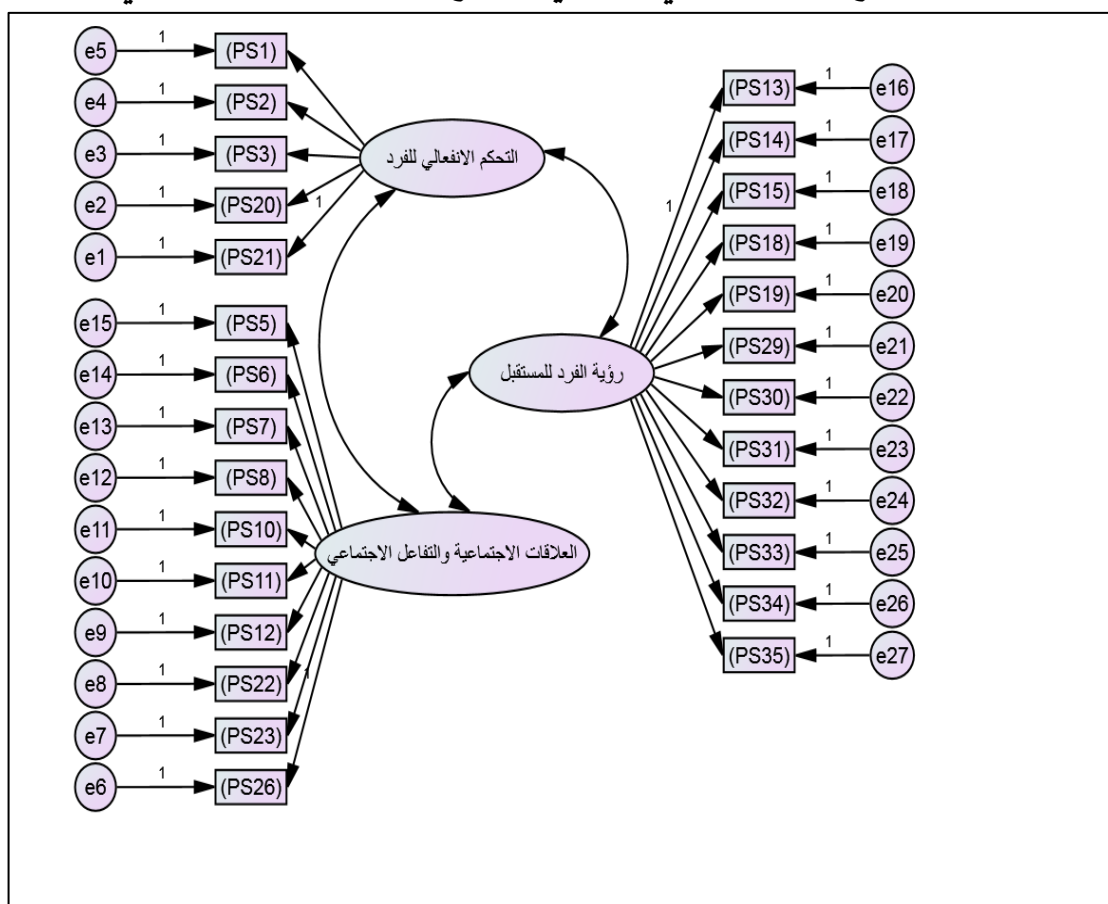 e5 1 (PS1)
e4 1 (PS2)
e3 1 (PS3)
e2 1 (PS20)
e1 1 (PS21)
1
التحكم الانفعالي للفرد
e15 1 (PS5)
e14 1 (PS6)
e13 1 (PS7)
e12 1 (PS8)
e11 1 (PS10)
e10 1 (PS11)
e9 1 (PS12)
e8 1 (PS22)
e7 1 (PS23)
e6 1 (PS26)
1
العلاقات الاجتماعية والتفاعل الاجتماعي
رؤية الفرد للمستقبل
1
(PS13) 1 e16
(PS14) 1 e17
(PS15) 1 e18
(PS18) 1 e19
(PS19) 1 e20
(PS29) 1 e21
(PS30) 1 e22
(PS31) 1 e23
(PS32) 1 e24
(PS33) 1 e25
(PS34) 1 e26
(PS35) 1 e27